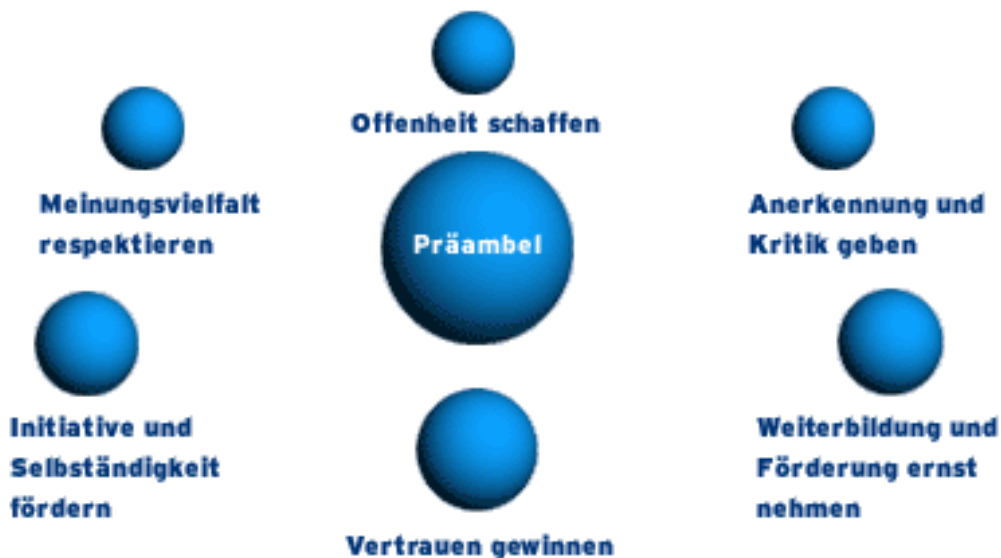 Offenheit schaffen
Meinungsvielfalt
respektieren
Präambel
Anerkennung und
Kritik geben
Initiative und
Selbständigkeit
fördern
Weiterbildung und
Förderung ernst
nehmen
Vertrauen gewinnen